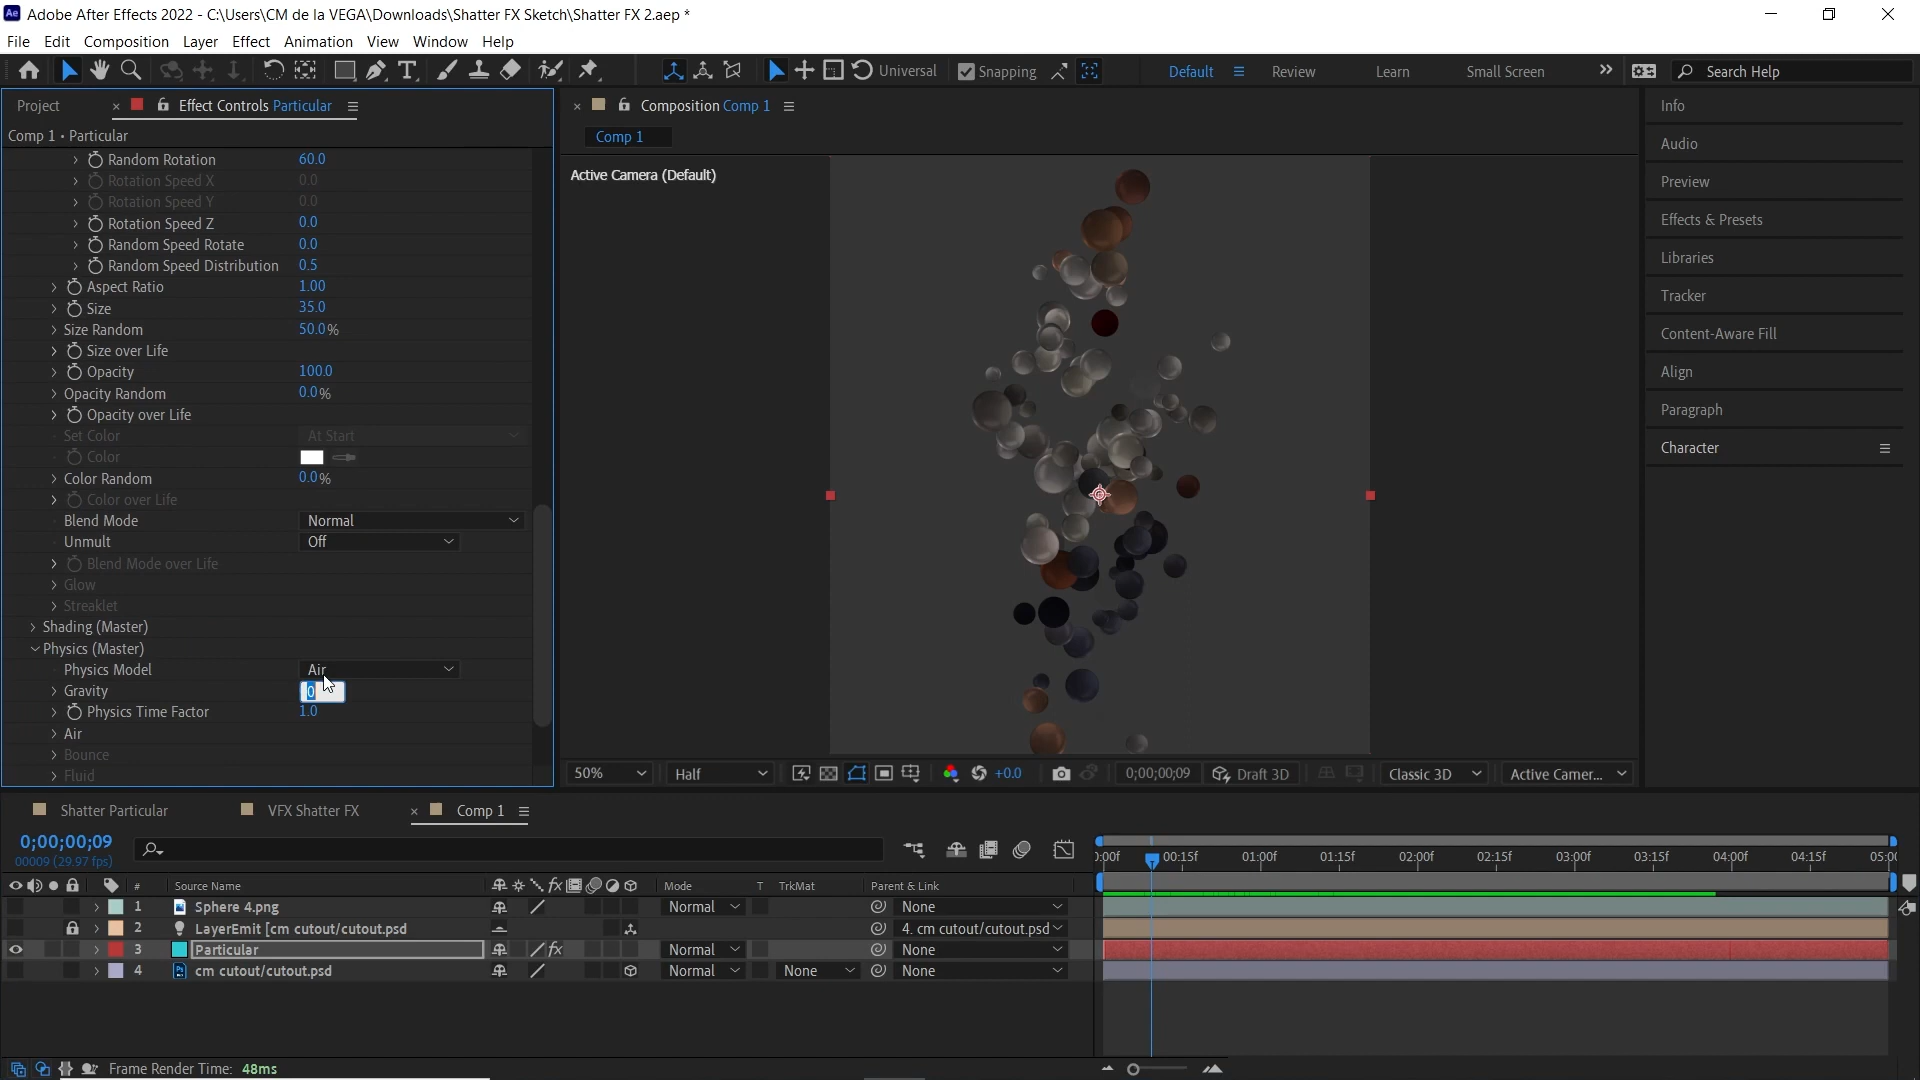 Adobe After Effects 2022 - C:\Users\CM de la VEGA\Downloads\Shatter FX Sketch\Shatter FX 2.aep *
File Edit Composition Layer Effect Animation View Window Help
Universal Snapping Default Review Learn Small Screen Search Help
Project Effect Controls Particular
Comp 1 • Particular
Random Rotation 60.0
Rotation Speed X 0.0
Rotation Speed Y 0.0
Rotation Speed Z 0.0
Random Speed Rotate 0.0
Random Speed Distribution 0.5
Aspect Ratio 1.00
Size 35.0
Size Random 50.0%
Size over Life
Opacity 100.0
Opacity Random 0.0%
Opacity over Life
Set Color At Start
Color
Color Random 0.0%
Color over Life
Blend Mode Normal
Unmult Off
Blend Mode over Life
Glow
Streaklet
Shading (Master)
Physics (Master)
Physics Model Air
Gravity 0
Physics Time Factor 1.0
Air
Bounce
Fluid
Composition Comp 1
Comp 1
Active Camera (Default)
50% Half +0.0 0;00;00;09 Draft 3D Classic 3D Active Camer...
Info
Audio
Preview
Effects & Presets
Libraries
Tracker
Content-Aware Fill
Align
Paragraph
Character
Shatter Particular VFX Shatter FX Comp 1
0;00;00;09
00009 (29.97 fps)
):00f 00:15f 01:00f 01:15f 02:00f 02:15f 03:00f 03:15f 04:00f 04:15f 05:0(
# Source Name fx Mode T TrkMat Parent & Link
1 Sphere 4.png Normal None
2 LayerEmit [cm cutout/cutout.psd 4. cm cutout/cutout.psd
3 Particular fx Normal None
4 cm cutout/cutout.psd Normal None None
Frame Render Time: 48ms